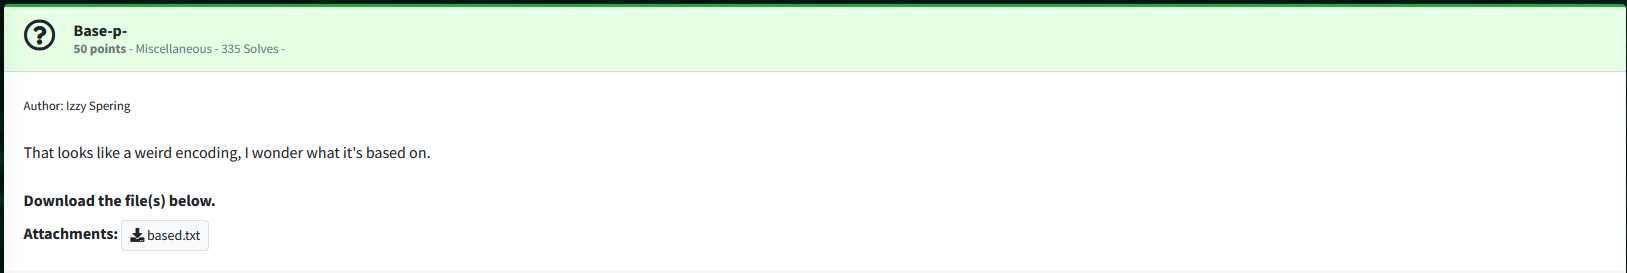 Base-p-
50 points - Miscellaneous - 335 Solves -
Author: Izzy Spering
That looks like a weird encoding, I wonder what it's based on.
Download the file(s) below.
Attachments: based.txt